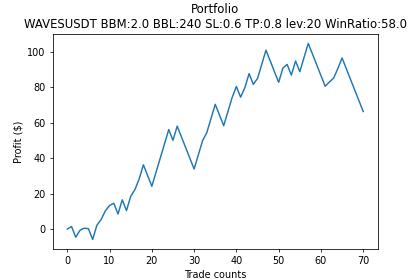 Portfolio
WAVESUSDT BBM:2.0 BBL:240 SL:0.6 TP:0.8 lev:20 WinRatio:58.0
100
80
60
40
20
0
Profit ($)
0 10 20 30 40 50 60 70
Trade counts